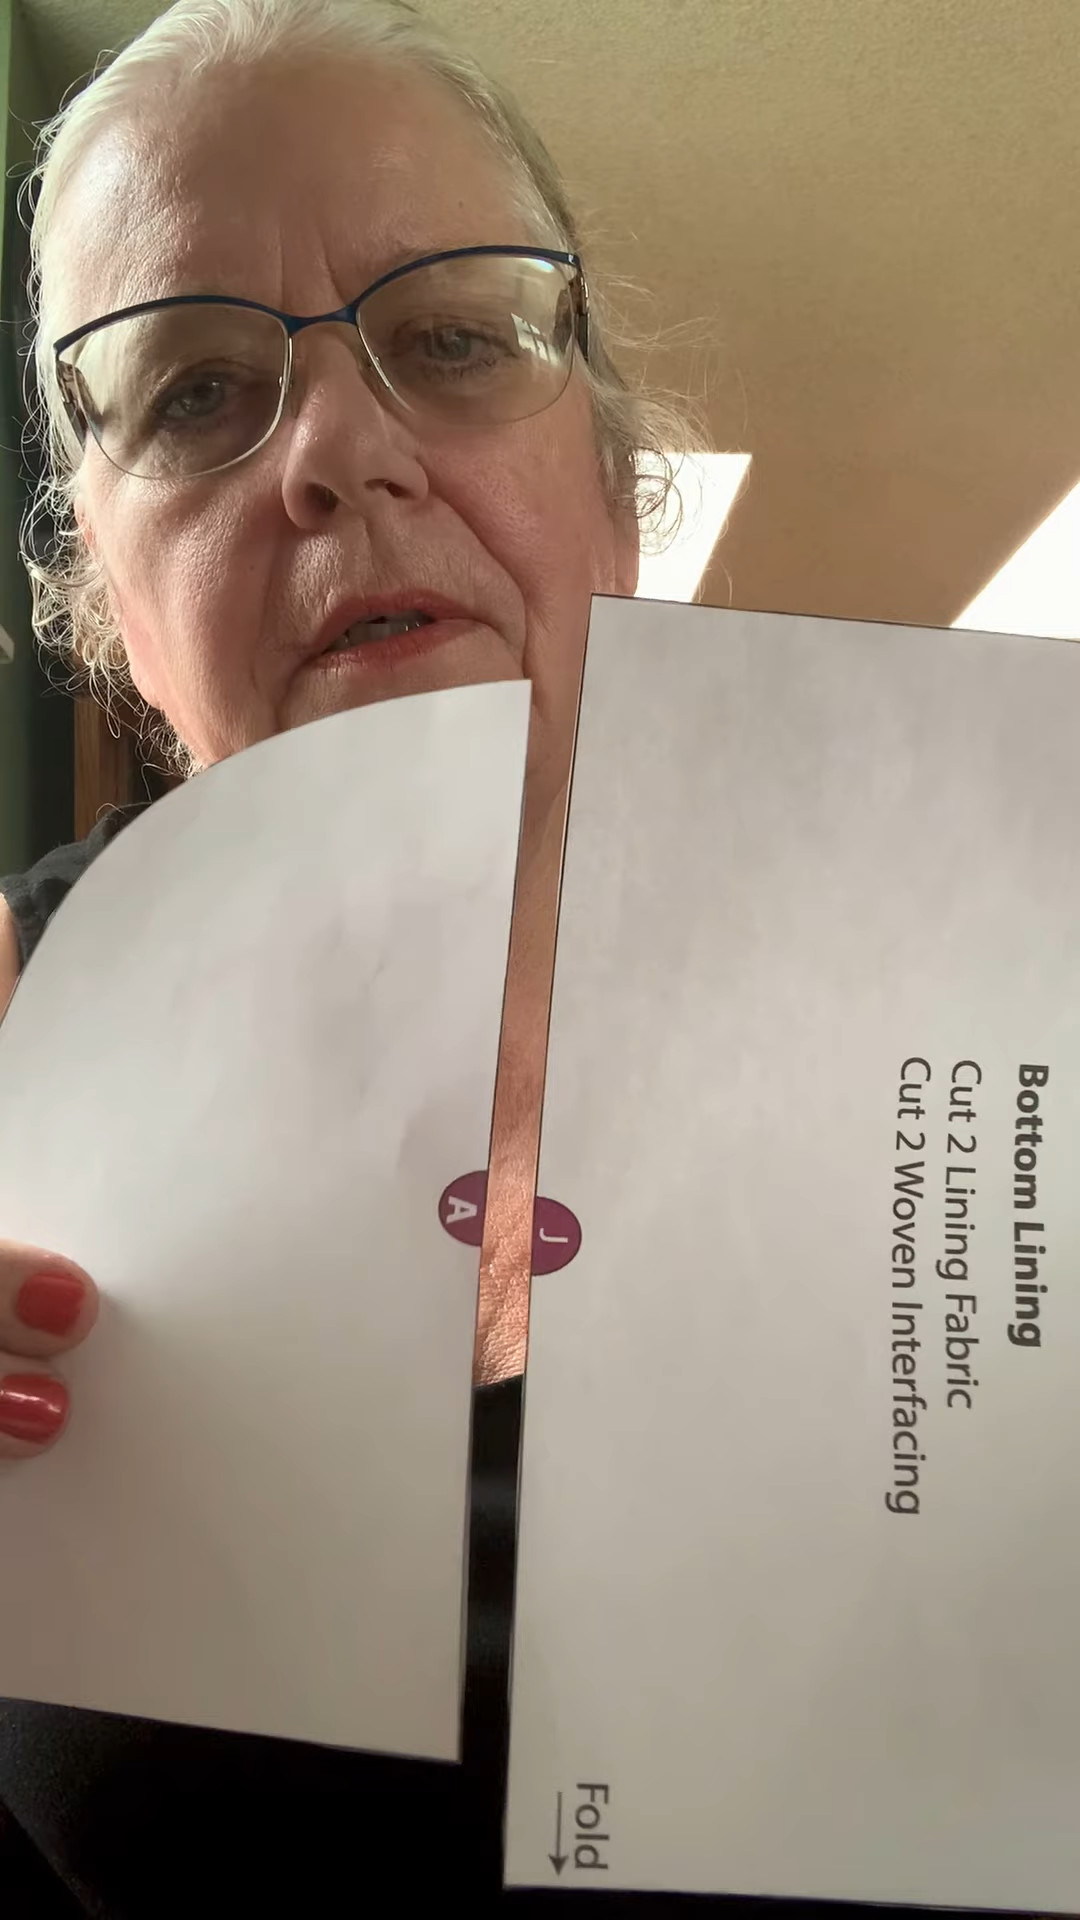 Bottom Lining
Cut 2 Lining Fabric
Cut 2 Woven Interfacing
A
J
Fold